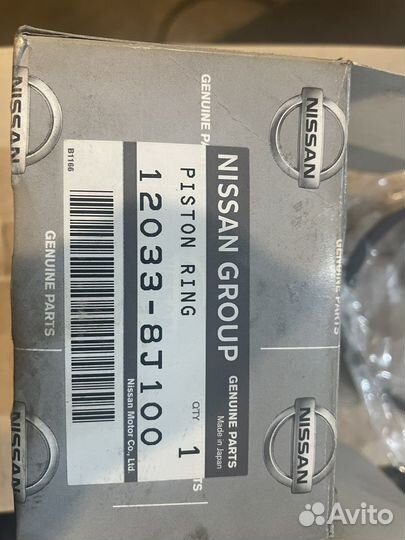 NISSAN GROUP
GENUINE PARTS
Made in Japan
PISTON RING
QTY
12033-8J100
1
Nissan Motor Co., Ltd.
B1166
GENUINE PARTS
NISSAN
GENUINE PARTS
NISSAN
NISSAN
GENUINE PARTS
NISSAN
TS
Avito